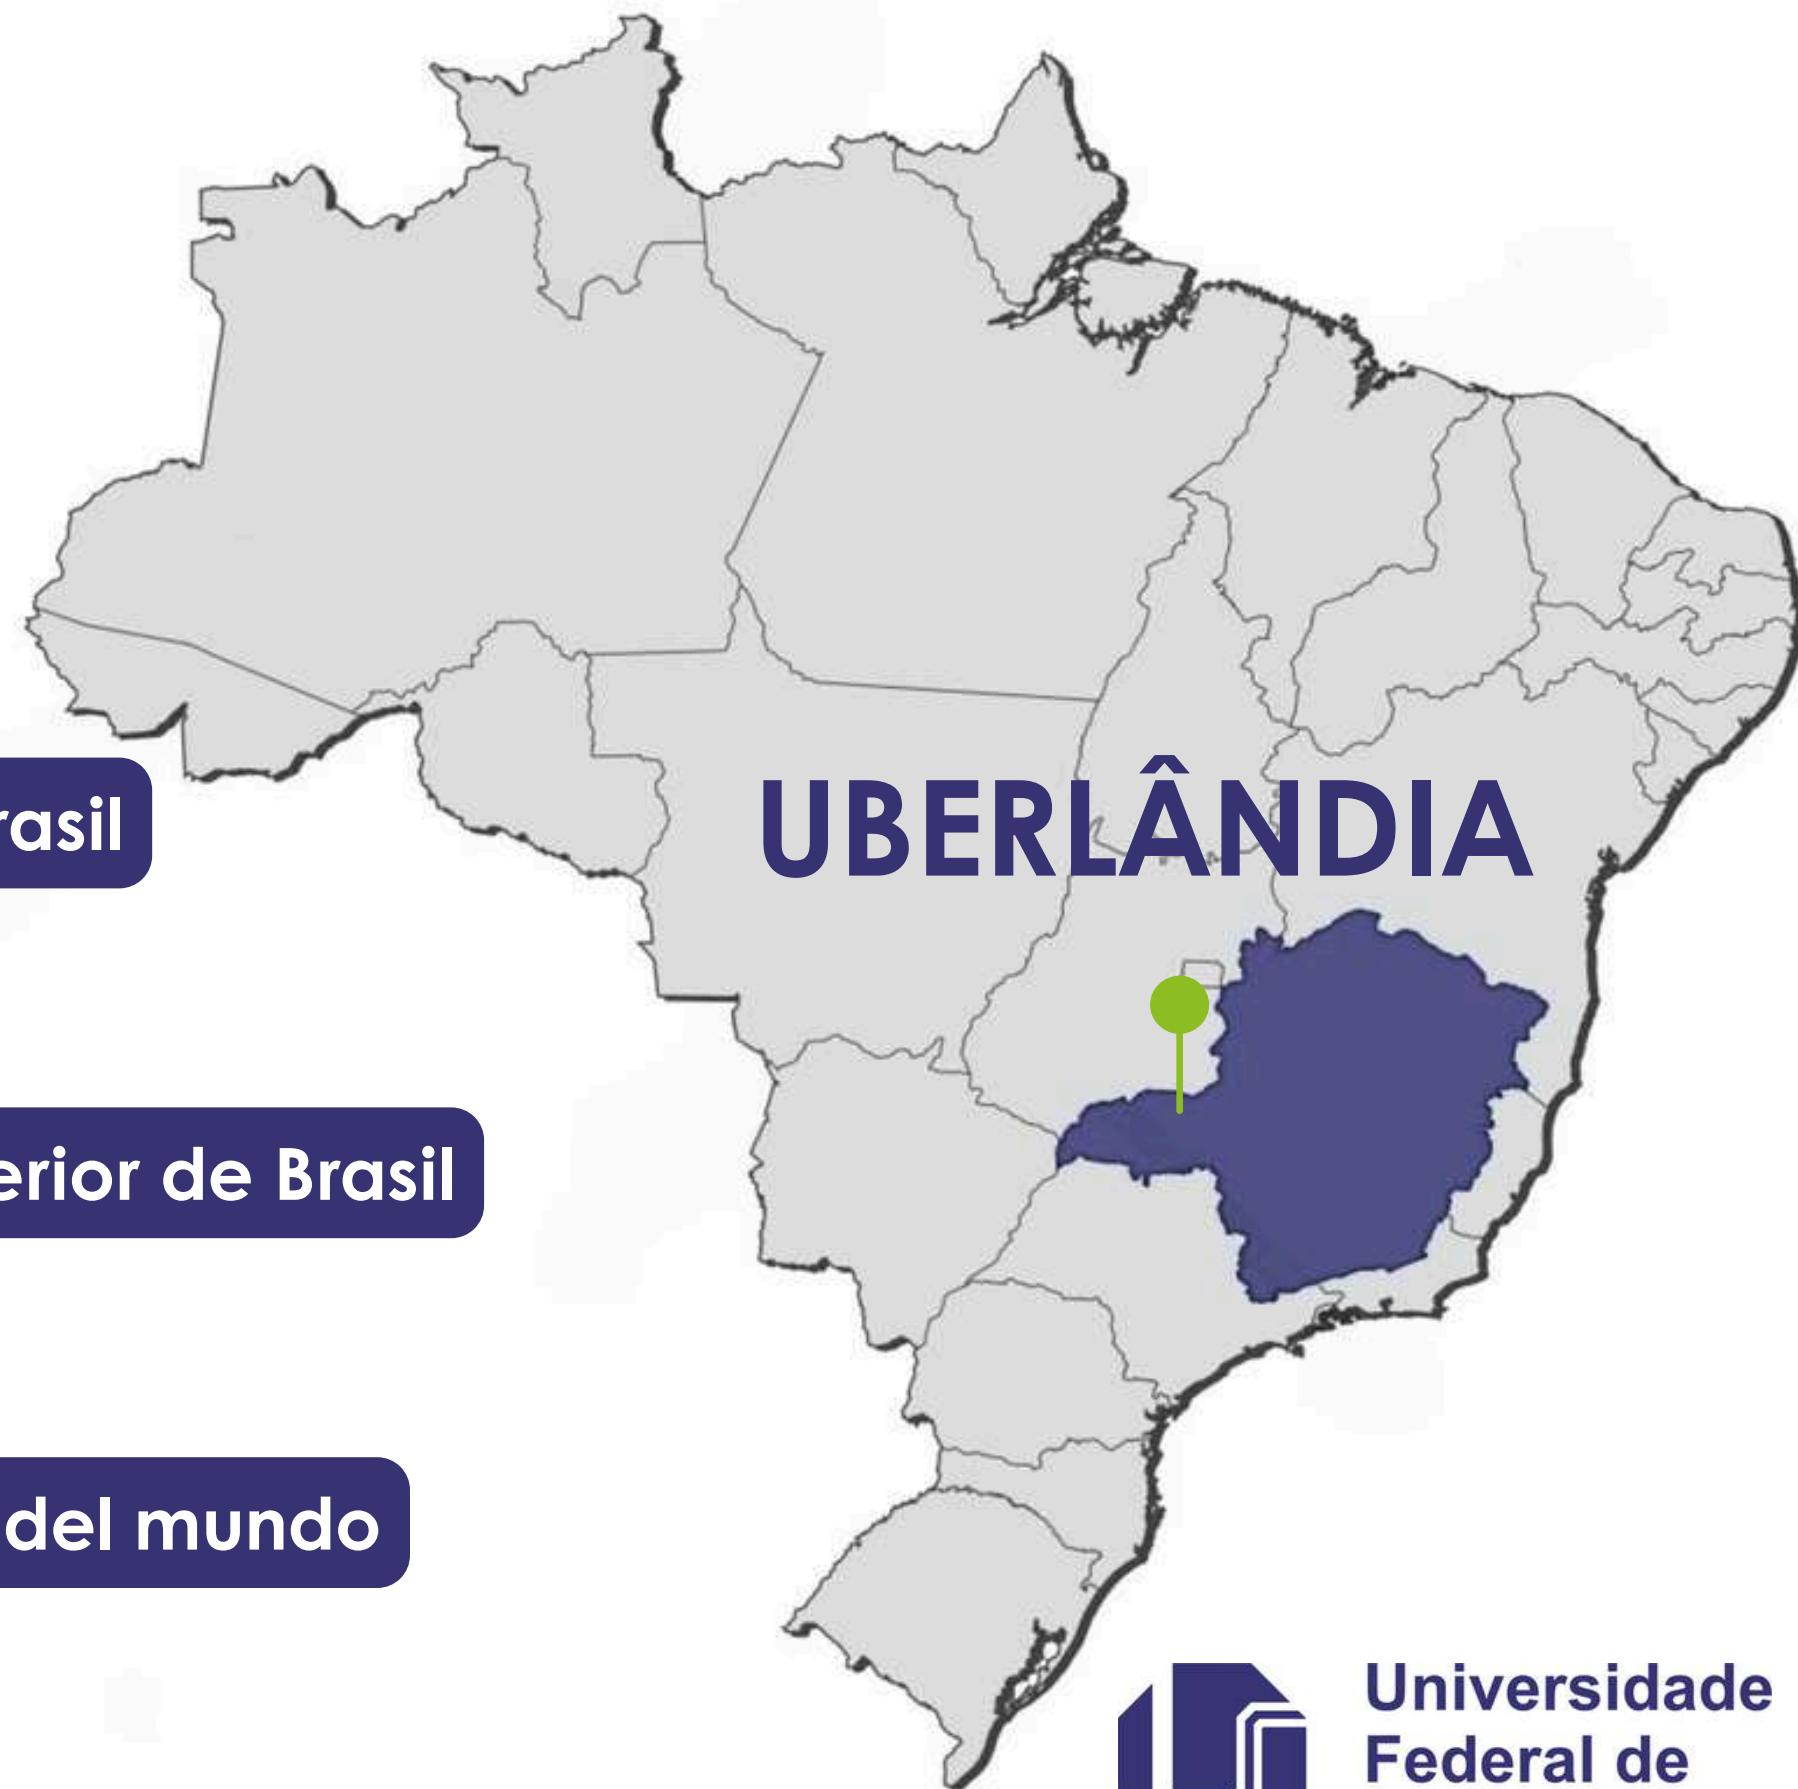 UBERLÂNDIA
rasil
erior de Brasil
del mundo
Universidade
Federal de